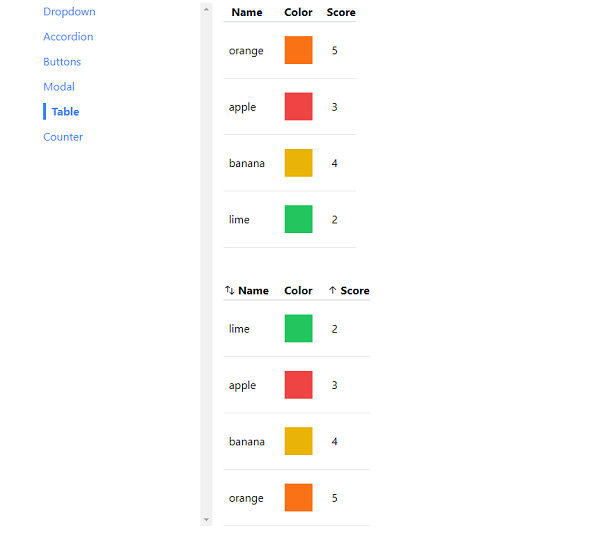 Dropdown
Accordion
Buttons
Modal
Table
Counter
Name Color Score
orange 5
apple 3
banana 4
lime 2
Name Color Score
lime 2
apple 3
banana 4
orange 5